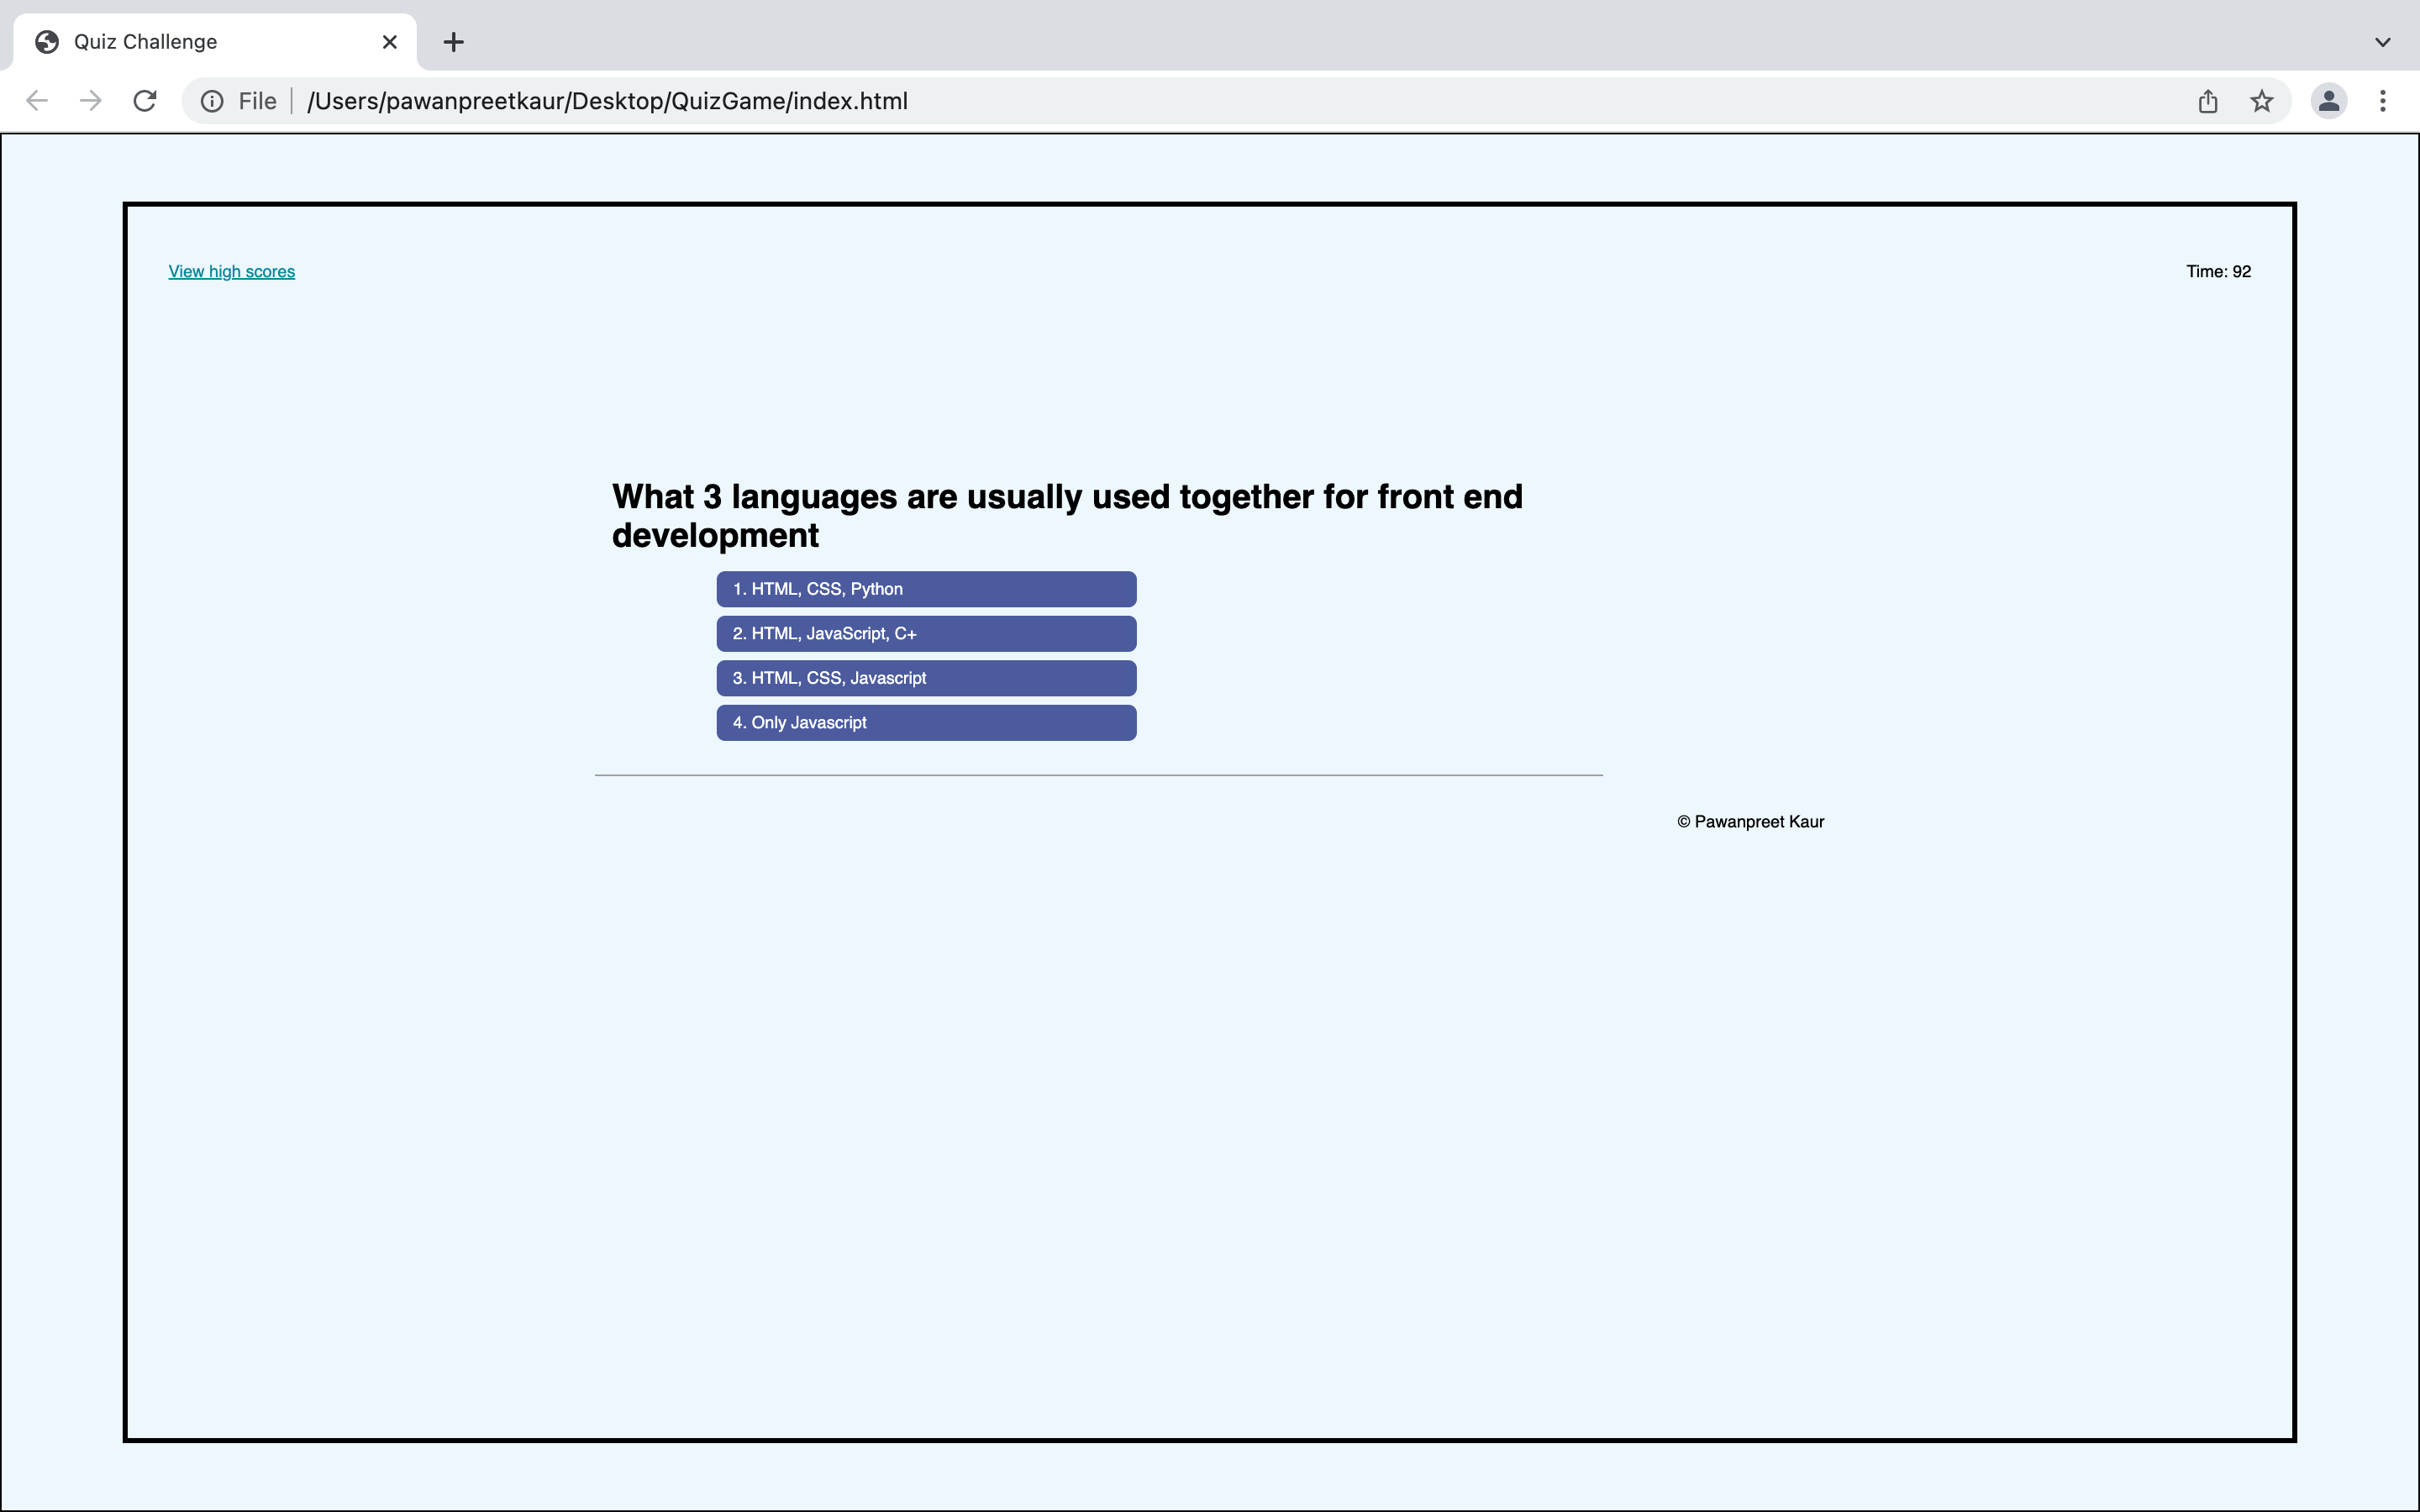 Quiz Challenge
File /Users/pawanpreetkaur/Desktop/QuizGame/index.html
View high scores
Time: 92
What 3 languages are usually used together for front end
development
1. HTML, CSS, Python
2. HTML, JavaScript, C+
3. HTML, CSS, Javascript
4. Only Javascript
© Pawanpreet Kaur